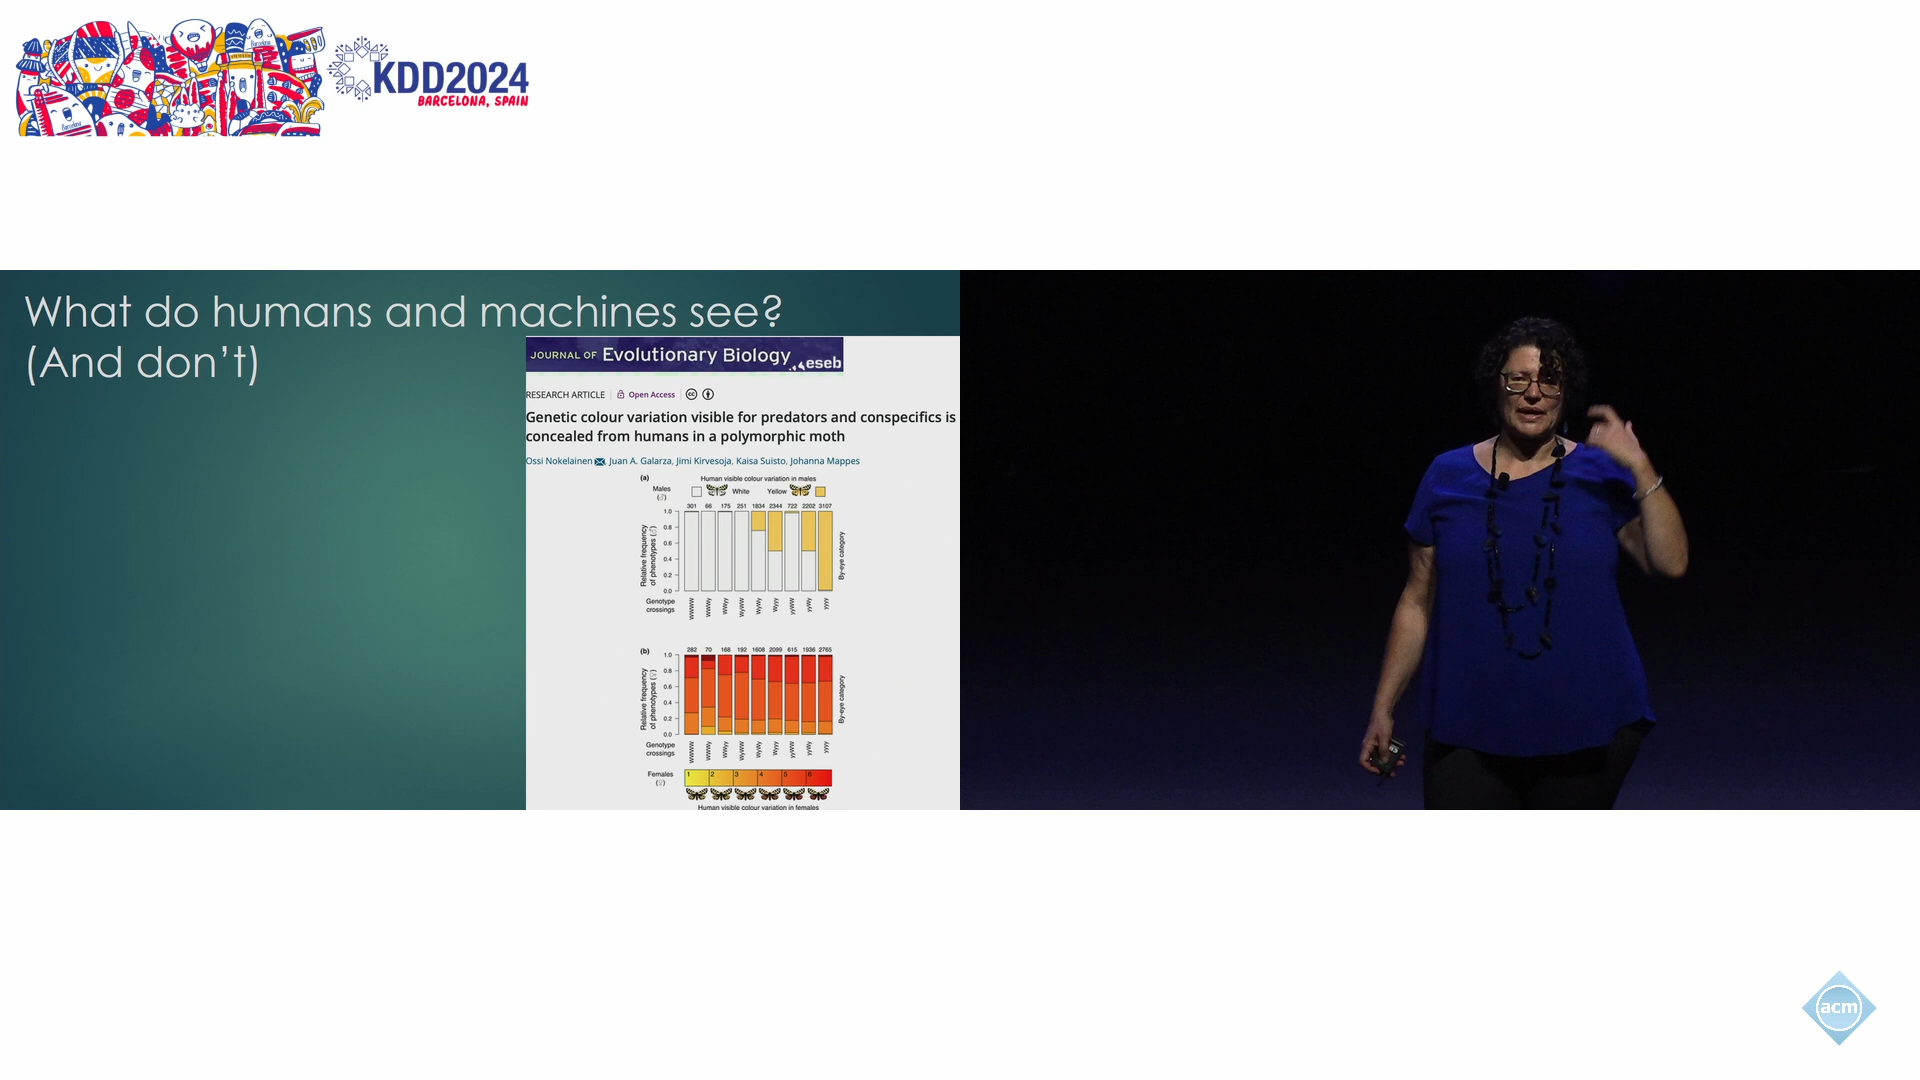 KDD2024
BARCELONA, SPAIN
What do humans and machines see?
(And don't)
JOURNAL OF Evolutionary Biology eseb
RESEARCH ARTICLE Open Access
Genetic colour variation visible for predators and conspecifics is
concealed from humans in a polymorphic moth
Ossi Nokelainen, Juan A. Galarza, Jimi Kirvesoja, Kaisa Suisto, Johanna Mappes
(a)
Human visible colour variation in males
Males
(♂)
White Yellow
301 66 175 251 1834 2344 722 2202 3107
1.0
0.8
0.6
0.4
0.2
0.0
Relative frequency
of phenotypes (♂)
By-eye category
Genotype
crossings
WWWW WWWy WWyy WyWW WyWy Wyyy yyWW yyWy yyyy
(b)
282 70 168 192 1608 2099 615 1936 2765
1.0
0.8
0.6
0.4
0.2
0.0
Relative frequency
of phenotypes (♀)
By-eye category
Genotype
crossings
WWWW WWWy WWyy WyWW WyWy Wyyy yyWW yyWy yyyy
Females
(♀)
1 2 3 4 5 6
Human visible colour variation in females
acm